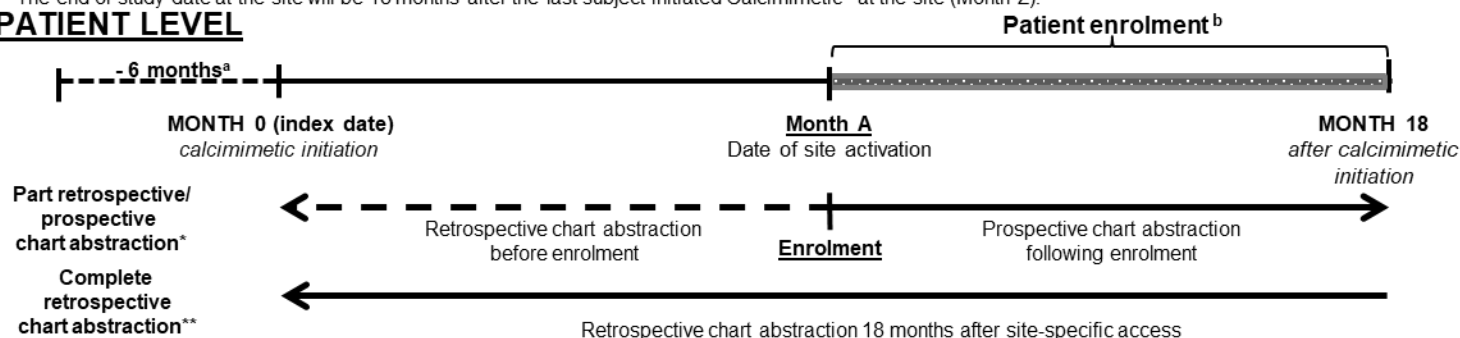 The end of study date at the site will be 18 months after the last subject initiated Calcimimetic at the site (Month Z).
PATIENT LEVEL
Patient enrolment b
- 6 months a
MONTH 0 (index date)
calcimimetic initiation
Month A
Date of site activation
MONTH 18
after calcimimetic
initiation
Part retrospective/
prospective
chart abstraction*
Retrospective chart abstraction
before enrolment
Enrolment
Prospective chart abstraction
following enrolment
Complete
retrospective
chart abstraction**
Retrospective chart abstraction 18 months after site-specific access